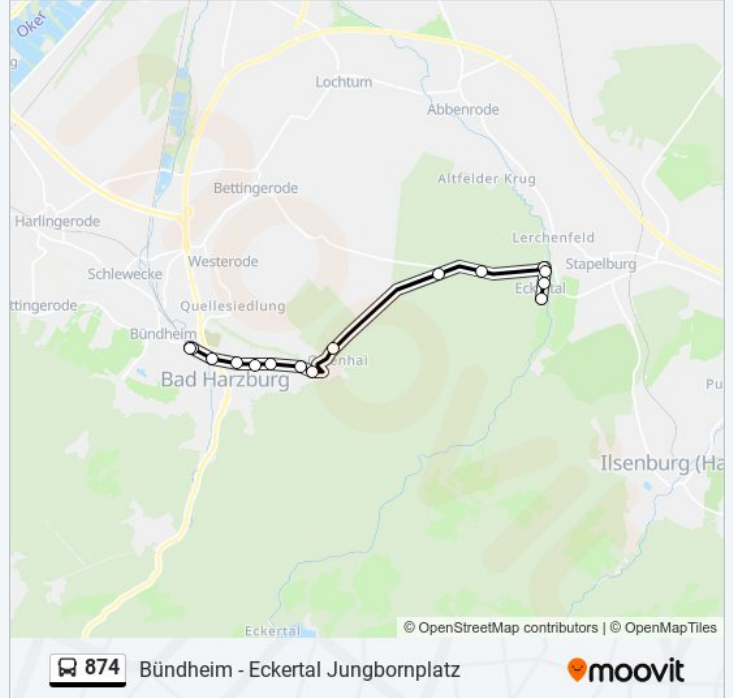 Oker
g
Lochtum
Abbenrode
Altfelder Krug
Bettingerode
Harlingerode
Lerchenfeld
Westerode
Stapelburg
Schlewecke
ttingerode
Quellesiedlung
Bündheim
Bad Harzburg
Pu
Ilsenburg (Ha
Eckertal
© OpenStreetMap contributors | © OpenMapTiles
874 Bündheim - Eckertal Jungbornplatz moovit